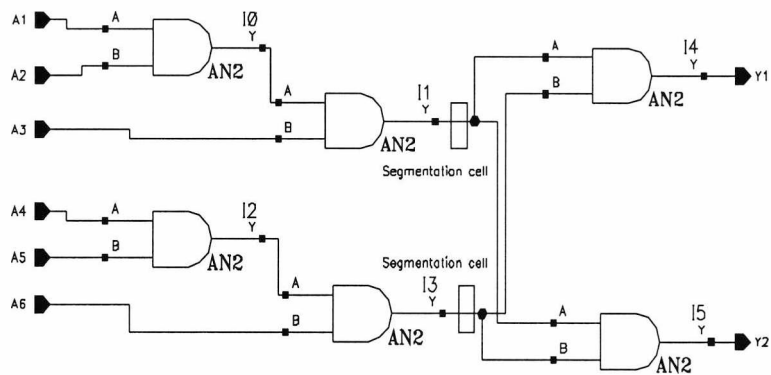 A1
A
I0
Y
A2
B
AN2
A
I1
Y
A3
B
AN2
Segmentation cell
A
I4
Y
Y1
B
AN2
A4
A
I2
Y
A5
B
AN2
Segmentation cell
A
I3
Y
A6
B
AN2
A
I5
Y
Y2
B
AN2